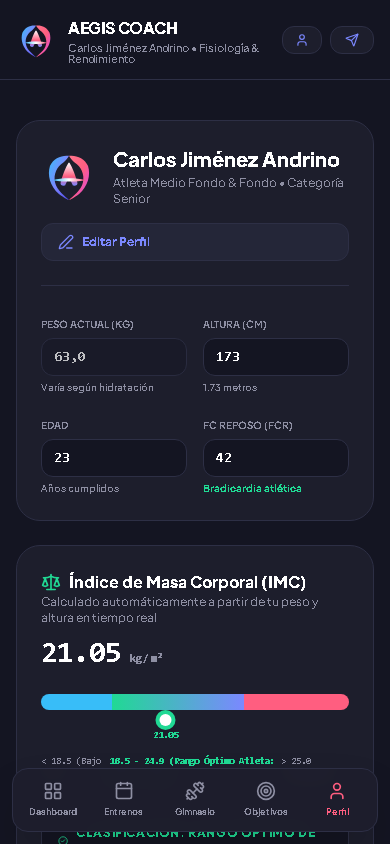 AEGIS COACH
Carlos Jiménez Andrino • Fisiología &
Rendimiento
Carlos Jiménez Andrino
Atleta Medio Fondo & Fondo • Categoría
Senior
Editar Perfil
PESO ACTUAL (KG)
ALTURA (CM)
63,0
173
Varía según hidratación
1.73 metros
EDAD
FC REPOSO (FCR)
23
42
Años cumplidos
Bradicardia atlética
Índice de Masa Corporal (IMC)
Calculado automáticamente a partir de tu peso y
altura en tiempo real
21.05 kg/m²
21.05
< 18.5 (Bajo 18.5 - 24.9 (Rango Óptimo Atleta: > 25.0
CLASIFICACIÓN: RANGO ÓPTIMO DE
Dashboard
Entrenos
Gimnasio
Objetivos
Perfil